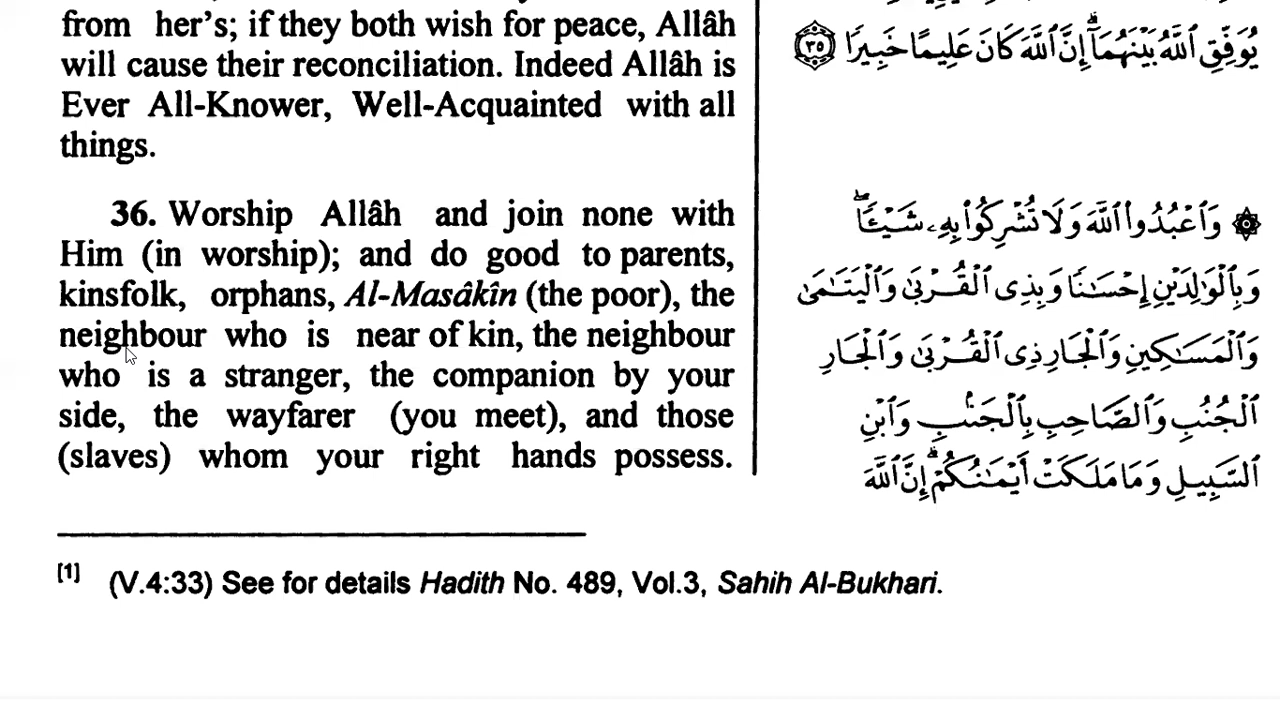 from her's; if they both wish for peace, Allâh
will cause their reconciliation. Indeed Allâh is
Ever All-Knower, Well-Acquainted with all
things.
36. Worship Allâh and join none with
Him (in worship); and do good to parents,
kinsfolk, orphans, Al-Masâkîn (the poor), the
neighbour who is near of kin, the neighbour
who is a stranger, the companion by your
side, the wayfarer (you meet), and those
(slaves) whom your right hands possess.
يُوَفِّقِ ٱللَّهُ بَيْنَهُمَآ ۗ إِنَّ ٱللَّهَ كَانَ عَلِيمًا خَبِيرًا ٣٥
۞ وَٱعْبُدُوا۟ ٱللَّهَ وَلَا تُشْرِكُوا۟ بِهِۦ شَيْـًٔا ۖ
وَبِٱلْوَٰلِدَيْنِ إِحْسَـٰنًا وَبِذِى ٱلْقُرْبَىٰ وَٱلْيَتَـٰمَىٰ
وَٱلْمَسَـٰكِينِ وَٱلْجَارِ ذِى ٱلْقُرْبَىٰ وَٱلْجَارِ
ٱلْجُنُبِ وَٱلصَّاحِبِ بِٱلْجَنۢبِ وَٱبْنِ
ٱلسَّبِيلِ وَمَا مَلَكَتْ أَيْمَـٰنُكُمْ ۗ إِنَّ ٱللَّهَ
[1] (V.4:33) See for details Hadith No. 489, Vol.3, Sahih Al-Bukhari.